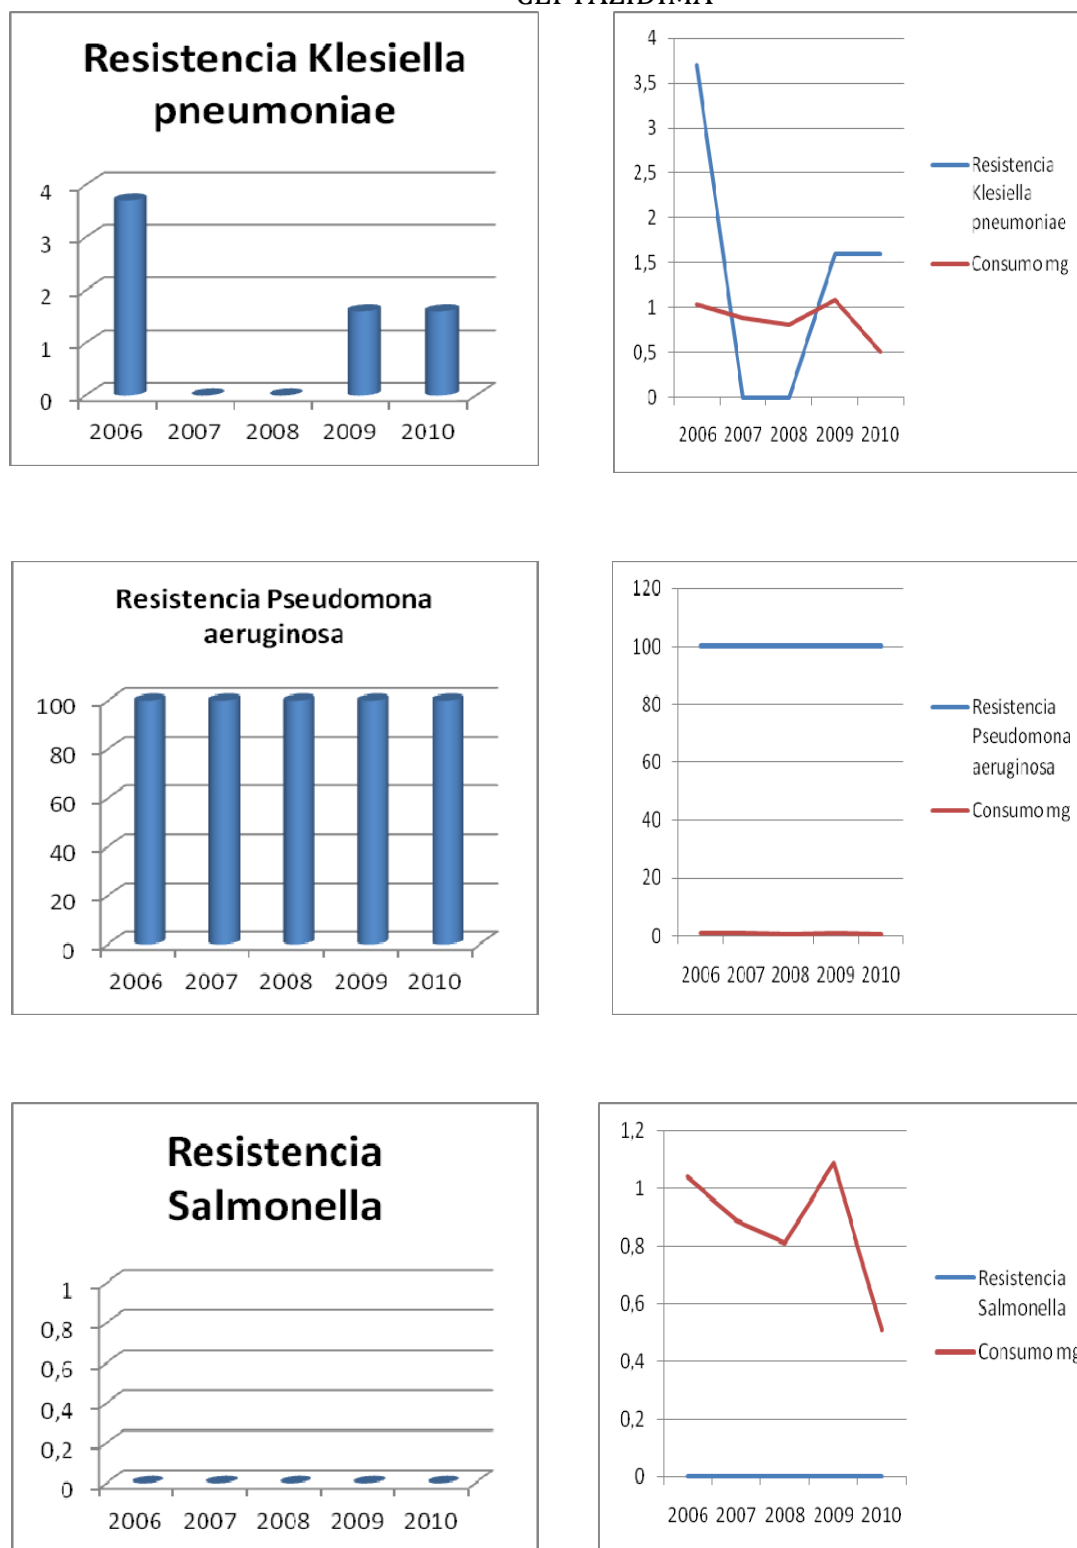 CEFTAZIDIMA
Resistencia Klesiella
pneumoniae
4
3
2
1
0
2006 2007 2008 2009 2010
4
3,5
3
2,5
2
1,5
1
0,5
0
2006 2007 2008 2009 2010
Resistencia
Klesiella
pneumoniae
Consumo mg
Resistencia Pseudomona
aeruginosa
100
80
60
40
20
0
2006 2007 2008 2009 2010
120
100
80
60
40
20
0
2006 2007 2008 2009 2010
Resistencia
Pseudomona
aeruginosa
Consumo mg
Resistencia
Salmonella
1
0,8
0,6
0,4
0,2
0
2006 2007 2008 2009 2010
1,2
1
0,8
0,6
0,4
0,2
0
2006 2007 2008 2009 2010
Resistencia
Salmonella
Consumo mg